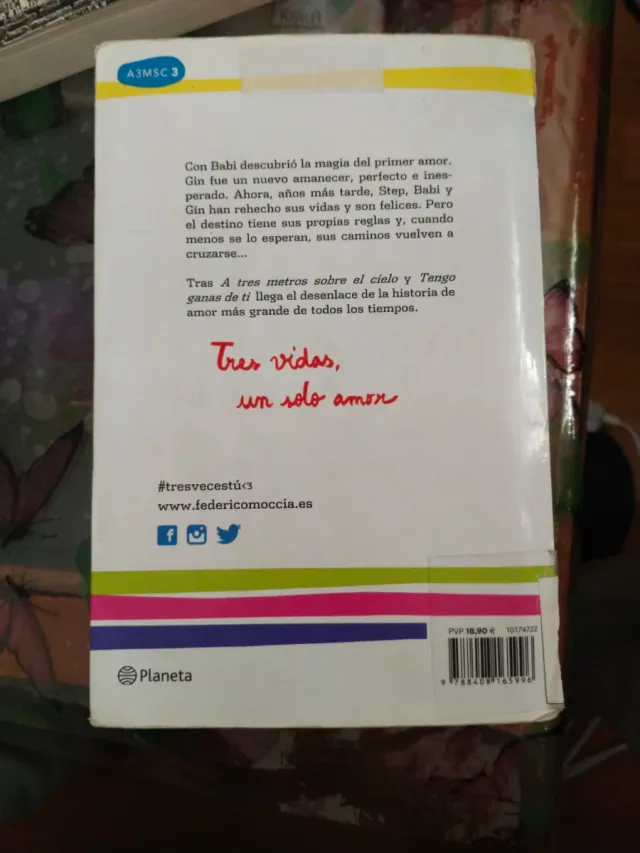 A3MSC 3
Con Babi descubrió la magia del primer amor.
Gin fue un nuevo amanecer, perfecto e ines-
perado. Ahora, años más tarde, Step, Babi y
Gin han rehecho sus vidas y son felices. Pero
el destino tiene sus propias reglas y, cuando
menos se lo esperan, sus caminos vuelven a
cruzarse...
Tras A tres metros sobre el cielo y Tengo
ganas de ti llega el desenlace de la historia de
amor más grande de todos los tiempos.
Tres vidas,
un solo amor
#tresvecestú<3
www.federicomoccia.es
PVP 18,90 € 10174722
9 788408 165996
Planeta